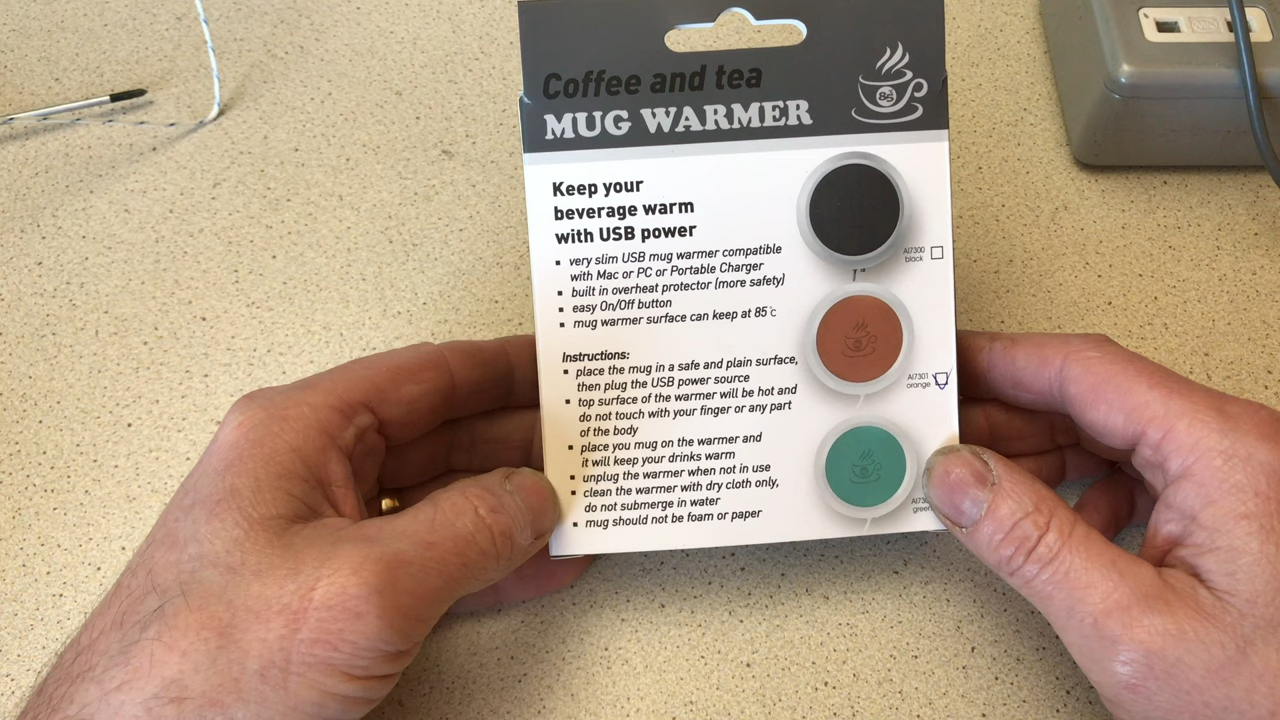 Coffee and tea
MUG WARMER
85°
Keep your
beverage warm
with USB power
▪ very slim USB mug warmer compatible
with Mac or PC or Portable Charger
▪ built in overheat protector (more safety)
▪ easy On/Off button
▪ mug warmer surface can keep at 85℃
AI7300
black
Instructions:
▪ place the mug in a safe and plain surface,
then plug the USB power source
▪ top surface of the warmer will be hot and
do not touch with your finger or any part
of the body
▪ place you mug on the warmer and
it will keep your drinks warm
▪ unplug the warmer when not in use
▪ clean the warmer with dry cloth only,
do not submerge in water
▪ mug should not be foam or paper
AI7301
orange
green